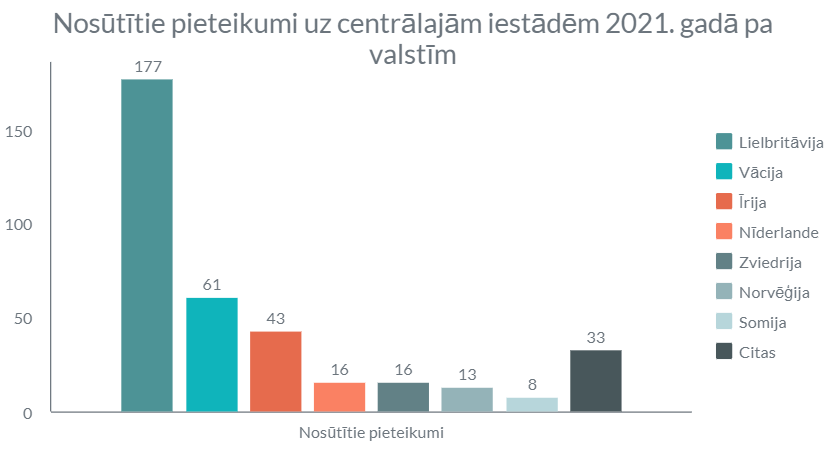 Nosūtītie pieteikumi uz centrālajām iestādēm 2021. gadā pa
valstīm
177
150
100
50
0
61
43
16
16
13
8
33
Nosūtītie pieteikumi
Lielbritāvija
Vācija
Īrija
Nīderlande
Zviedrija
Norvēģija
Somija
Citas